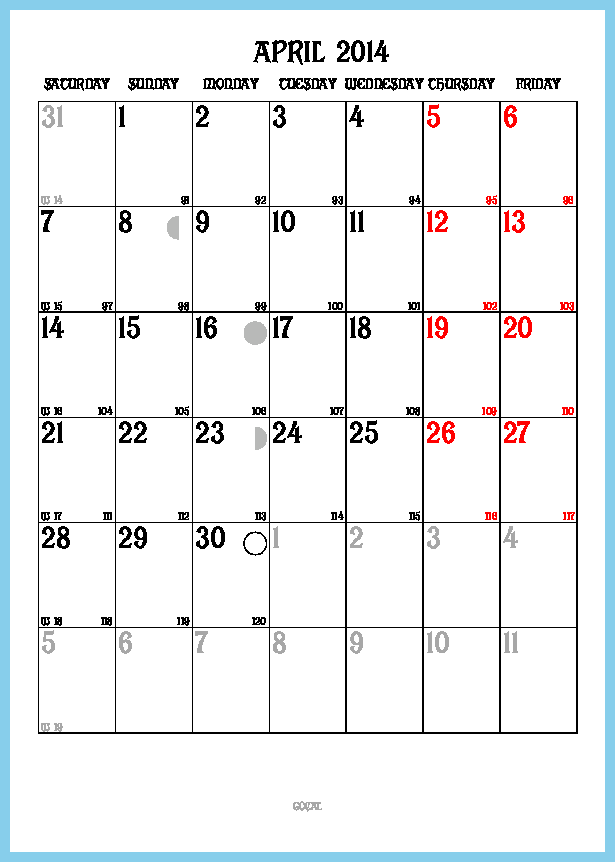 APRIL 2014
SATURDAY SUNDAY MONDAY TUESDAY WEDNESDAY THURSDAY FRIDAY
31 1 2 3 4 5 6
W 14 91 92 93 94 95 96
7 8 9 10 11 12 13
W 15 97 98 99 100 101 102 103
14 15 16 17 18 19 20
W 16 104 105 106 107 108 109 110
21 22 23 24 25 26 27
W 17 111 112 113 114 115 116 117
28 29 30 1 2 3 4
W 18 118 119 120
5 6 7 8 9 10 11
W 19